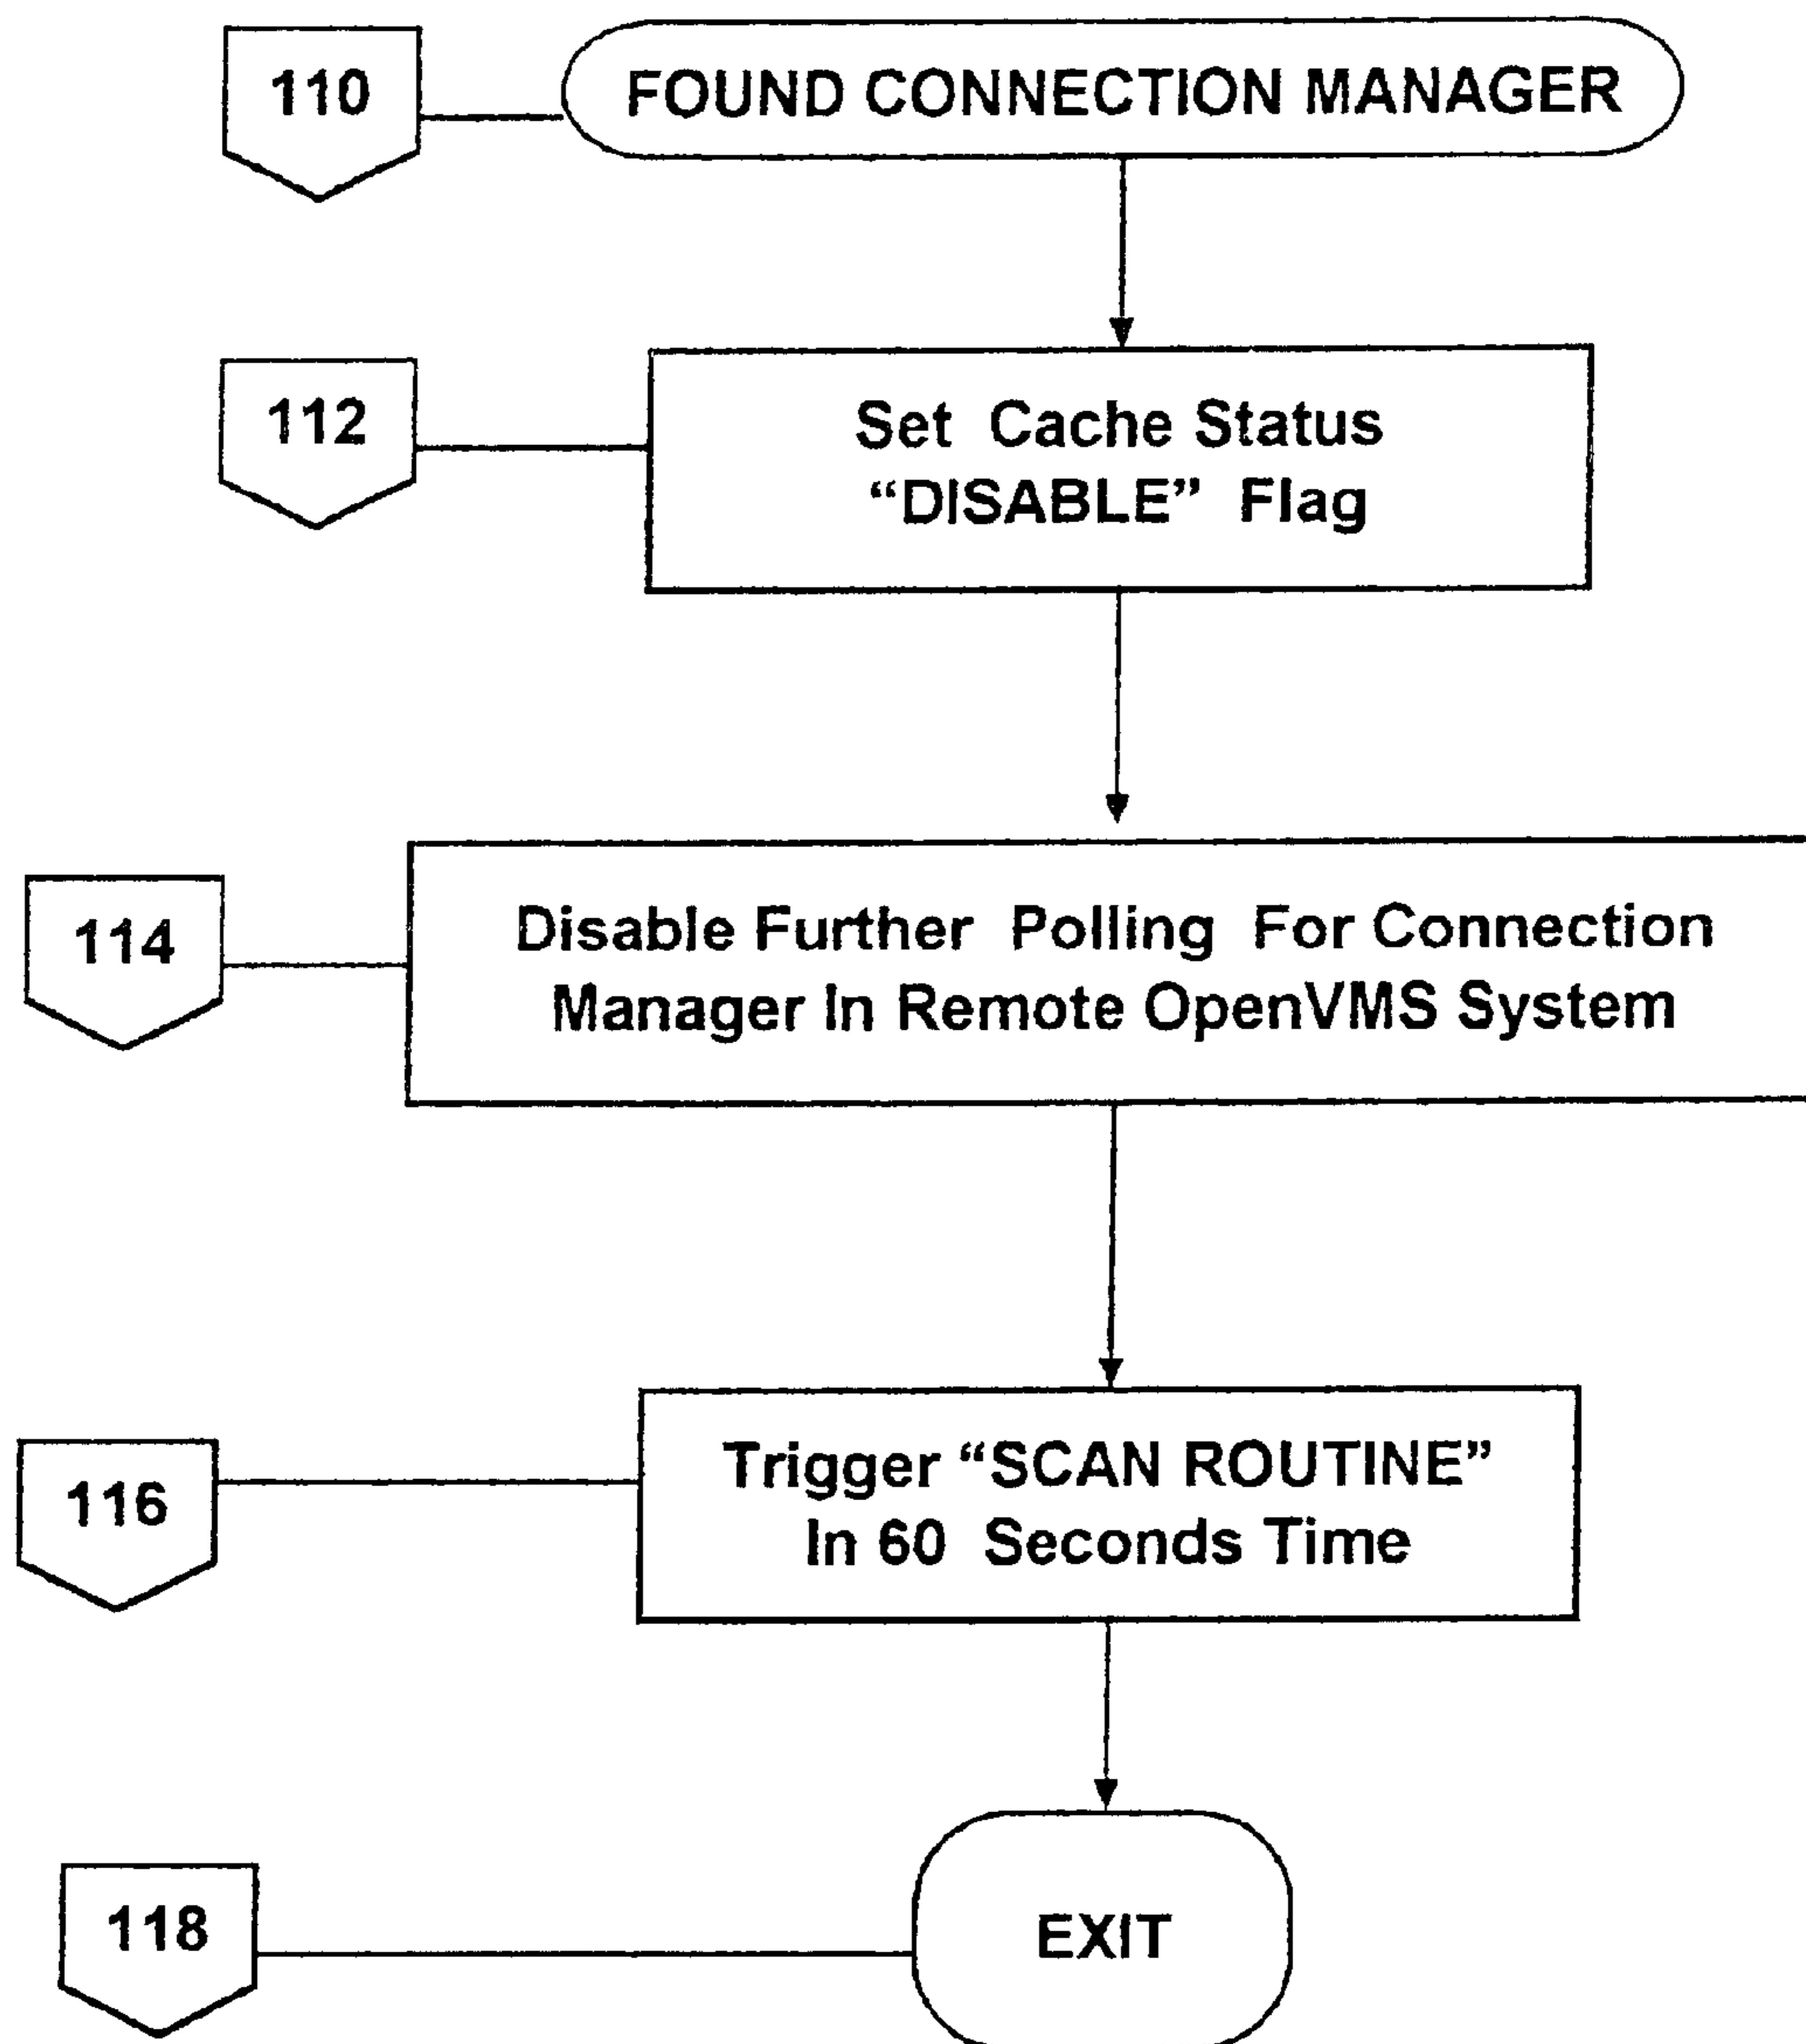 110
FOUND CONNECTION MANAGER
112
Set Cache Status
“DISABLE” Flag
114
Disable Further Polling For Connection
Manager In Remote OpenVMS System
116
Trigger “SCAN ROUTINE”
In 60 Seconds Time
118
EXIT